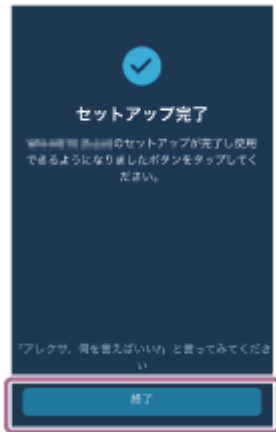 セットアップ完了
のセットアップが完了し使用
できるようになりましたボタンをタップしてく
ださい。
「アレクサ、何を言えばいい?」と言ってみてくださ
い
終了